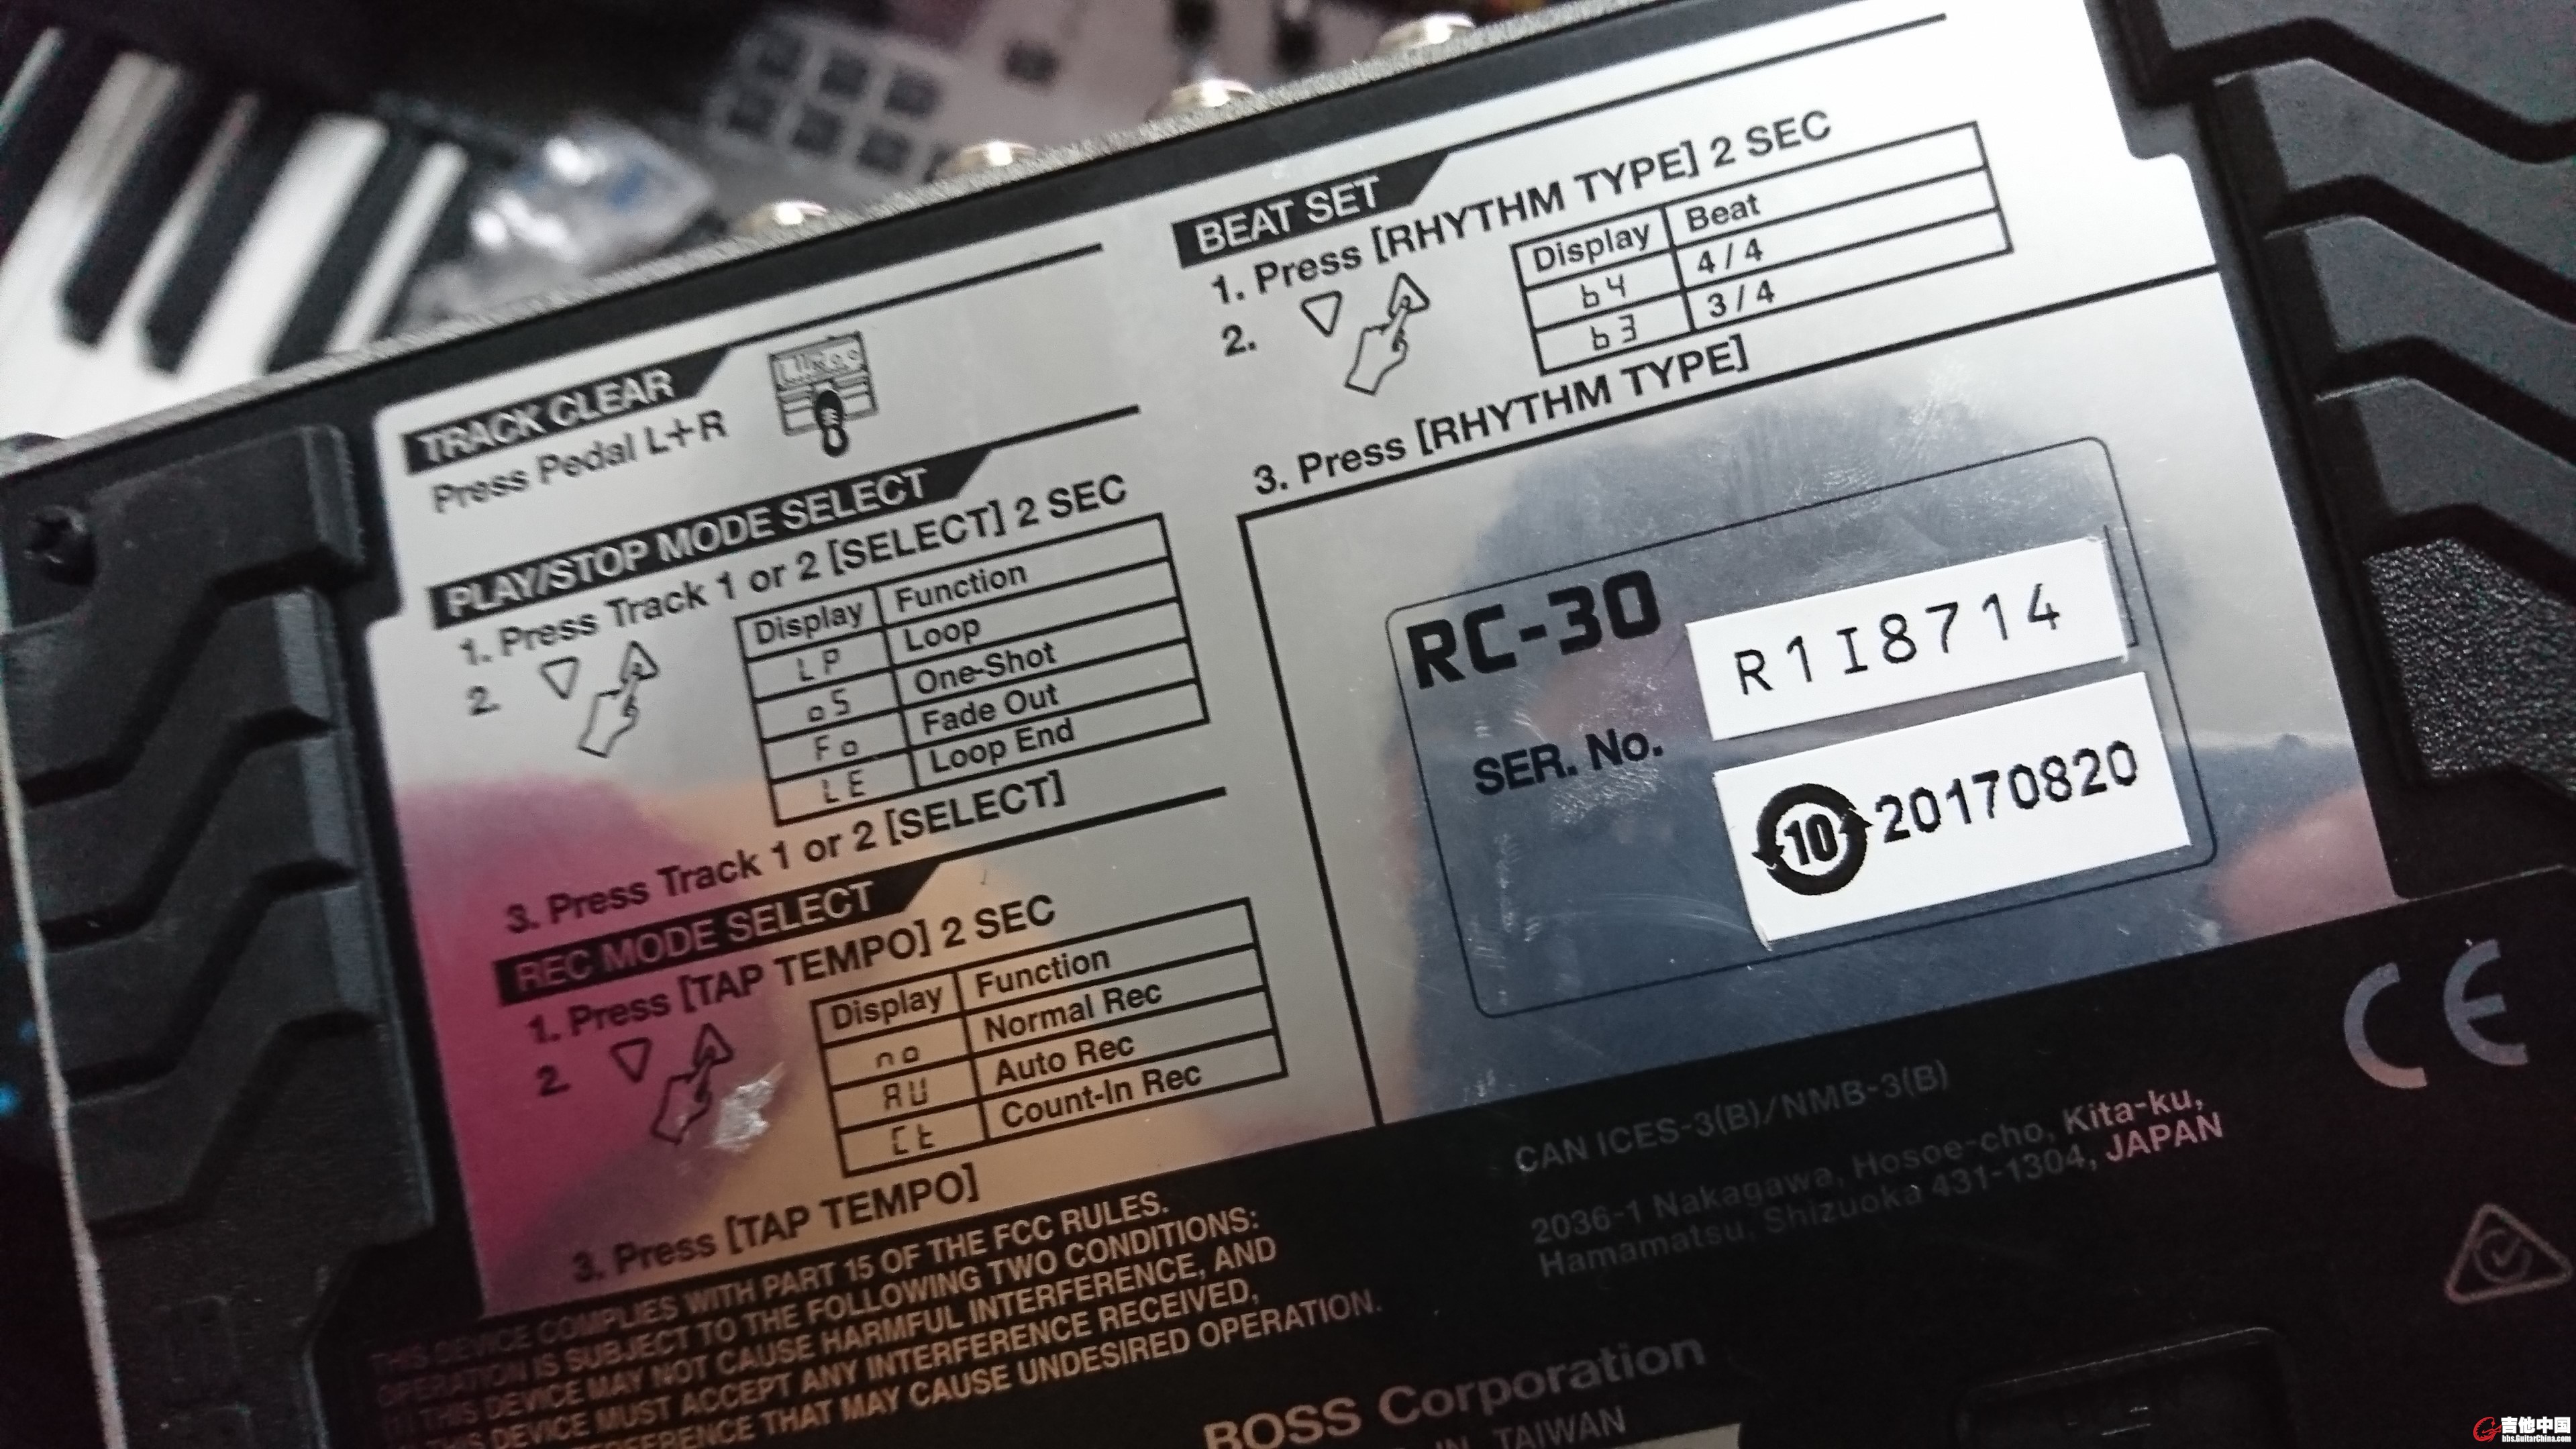 TRACK CLEAR
Press Pedal L+R
PLAY/STOP MODE SELECT
1. Press Track 1 or 2 [SELECT] 2 SEC
2.
Display Function
LP Loop
oS One-Shot
Fo Fade Out
LE Loop End
3. Press Track 1 or 2 [SELECT]
REC MODE SELECT
1. Press [TAP TEMPO] 2 SEC
2.
Display Function
no Normal Rec
AU Auto Rec
Ct Count-In Rec
3. Press [TAP TEMPO]
BEAT SET
1. Press [RHYTHM TYPE] 2 SEC
2.
Display Beat
b4 4/4
b3 3/4
3. Press [RHYTHM TYPE]
RC-30
R1I8714
SER. No.
10 20170820
CE
CAN ICES-3(B)/NMB-3(B)
2036-1 Nakagawa, Hosoe-cho, Kita-ku,
Hamamatsu, Shizuoka 431-1304, JAPAN
THIS DEVICE COMPLIES WITH PART 15 OF THE FCC RULES.
OPERATION IS SUBJECT TO THE FOLLOWING TWO CONDITIONS:
(1) THIS DEVICE MAY NOT CAUSE HARMFUL INTERFERENCE, AND
THIS DEVICE MUST ACCEPT ANY INTERFERENCE RECEIVED,
THAT MAY CAUSE UNDESIRED OPERATION.
BOSS Corporation
IN TAIWAN
吉他中国
bbs.GuitarChina.com